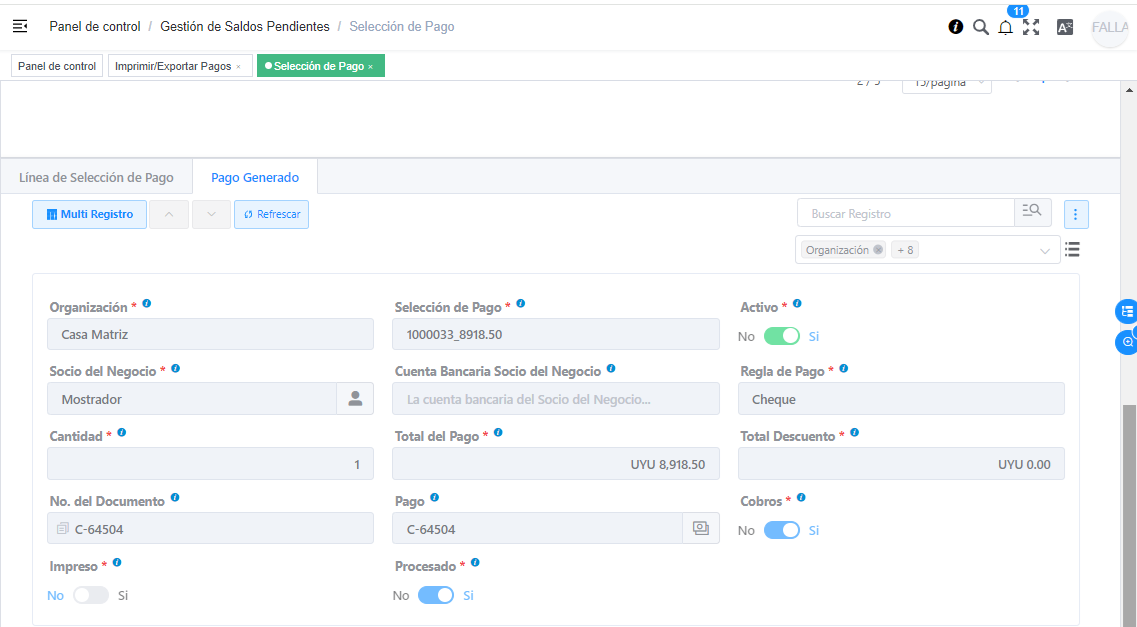 Panel de control / Gestión de Saldos Pendientes / Selección de Pago
11
FALLA
Panel de control Imprimir/Exportar Pagos × Selección de Pago ×
15/página
Línea de Selección de Pago Pago Generado
Multi Registro Refrescar Buscar Registro
Organización + 8
Organización * Selección de Pago * Activo *
Casa Matriz 1000033_8918.50 No Si
Socio del Negocio * Cuenta Bancaria Socio del Negocio Regla de Pago *
Mostrador La cuenta bancaria del Socio del Negocio... Cheque
Cantidad * Total del Pago * Total Descuento *
1 UYU 8,918.50 UYU 0.00
No. del Documento Pago Cobros *
C-64504 C-64504 No Si
Impreso * Procesado *
No Si No Si